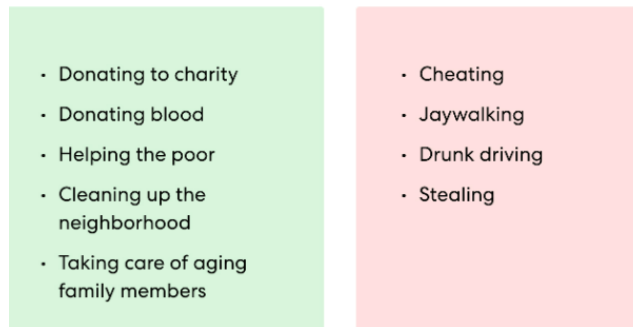 • Donating to charity
• Donating blood
• Helping the poor
• Cleaning up the
neighborhood
• Taking care of aging
family members
• Cheating
• Jaywalking
• Drunk driving
• Stealing